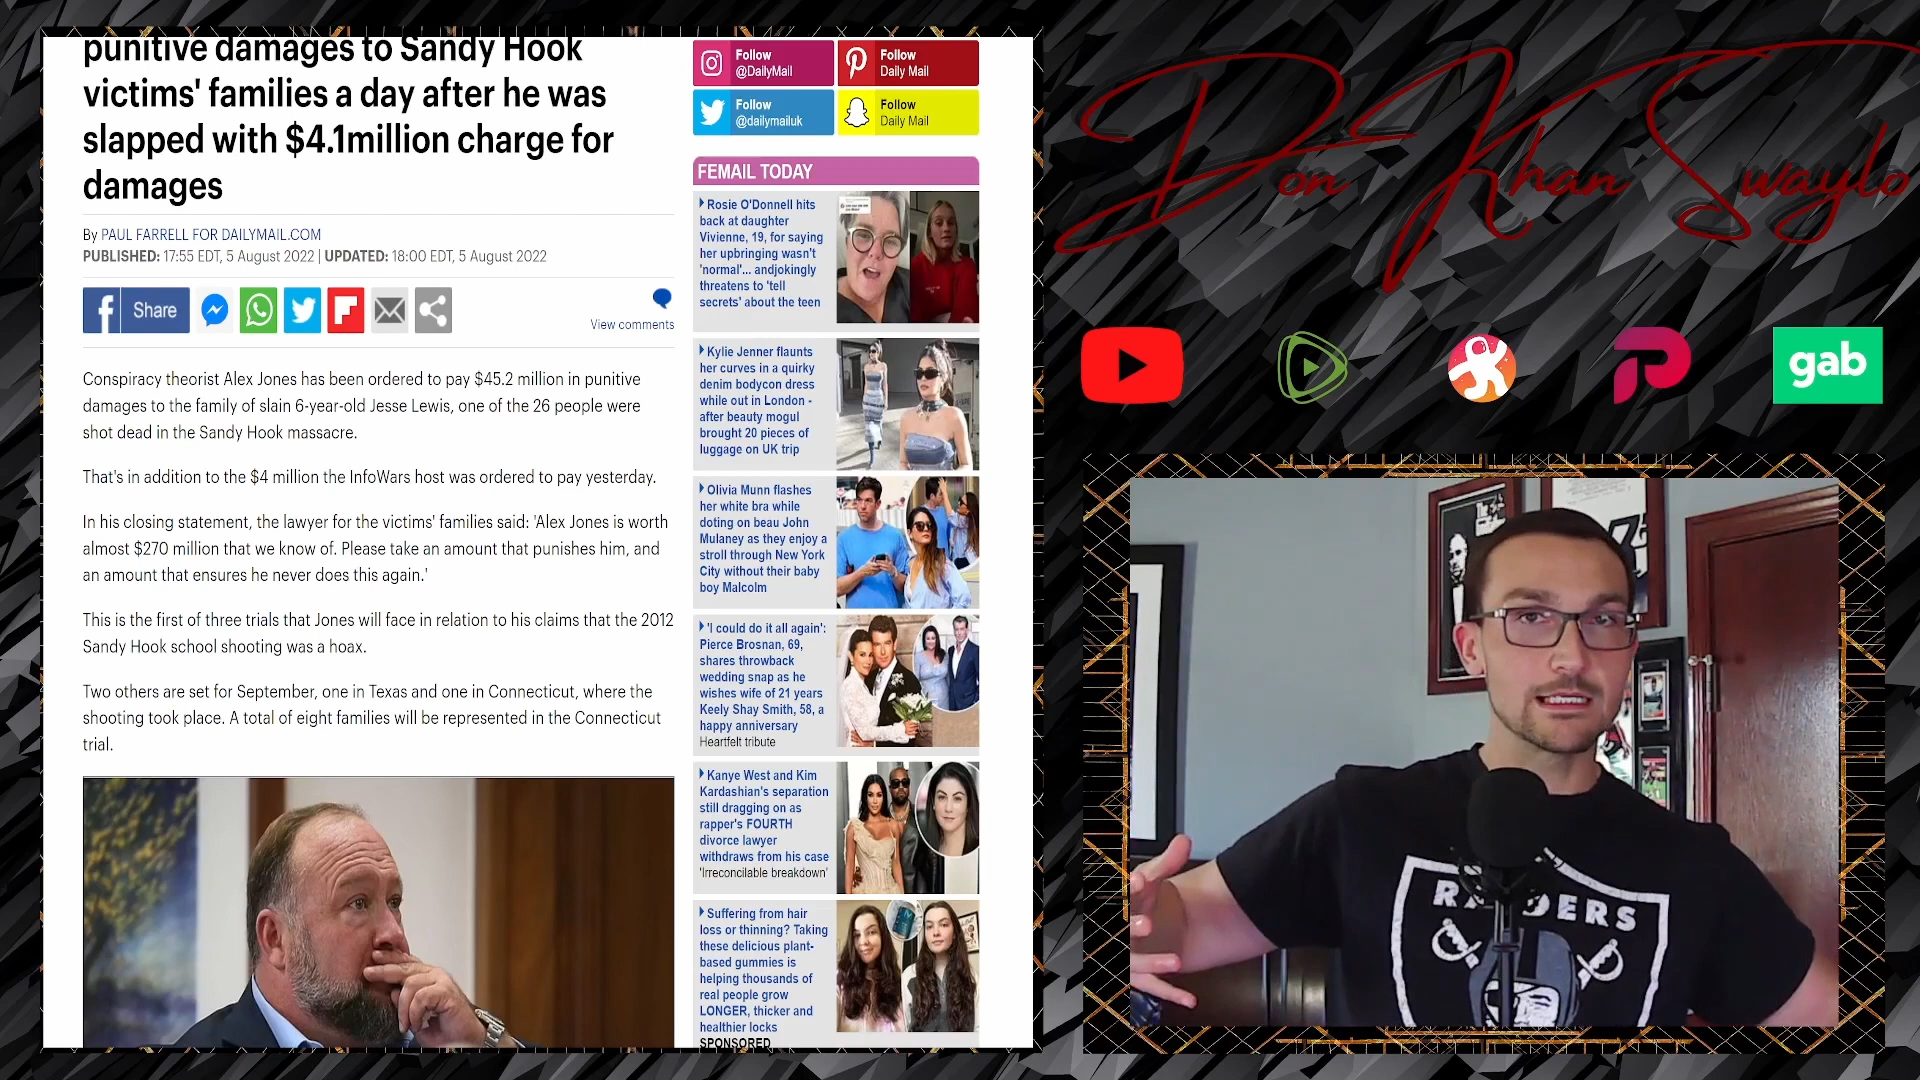 punitive damages to Sandy Hook
victims' families a day after he was
slapped with $4.1million charge for
damages
By PAUL FARRELL FOR DAILYMAIL.COM
PUBLISHED: 17:55 EDT, 5 August 2022 | UPDATED: 18:00 EDT, 5 August 2022
Share
View comments
Conspiracy theorist Alex Jones has been ordered to pay $45.2 million in punitive
damages to the family of slain 6-year-old Jesse Lewis, one of the 26 people were
shot dead in the Sandy Hook massacre.
That's in addition to the $4 million the InfoWars host was ordered to pay yesterday.
In his closing statement, the lawyer for the victims' families said: 'Alex Jones is worth
almost $270 million that we know of. Please take an amount that punishes him, and
an amount that ensures he never does this again.'
This is the first of three trials that Jones will face in relation to his claims that the 2012
Sandy Hook school shooting was a hoax.
Two others are set for September, one in Texas and one in Connecticut, where the
shooting took place. A total of eight families will be represented in the Connecticut
trial.
Follow
@DailyMail
Follow
Daily Mail
Follow
@dailymailuk
Follow
Daily Mail
FEMAIL TODAY
Rosie O'Donnell hits
back at daughter
Vivienne, 19, for saying
her upbringing wasn't
'normal'... andjokingly
threatens to 'tell
secrets' about the teen
Kylie Jenner flaunts
her curves in a quirky
denim bodycon dress
while out in London -
after beauty mogul
brought 20 pieces of
luggage on UK trip
Olivia Munn flashes
her white bra while
doting on beau John
Mulaney as they enjoy a
stroll through New York
City without their baby
boy Malcolm
'I could do it all again':
Pierce Brosnan, 69,
shares throwback
wedding snap as he
wishes wife of 21 years
Keely Shay Smith, 58, a
happy anniversary
Heartfelt tribute
Kanye West and Kim
Kardashian's separation
still dragging on as
rapper's FOURTH
divorce lawyer
withdraws from his case
'Irreconcilable breakdown'
Suffering from hair
loss or thinning? Taking
these delicious plant-
based gummies is
helping thousands of
real people grow
LONGER, thicker and
healthier locks
SPONSORED
Don Khan Swaylo
gab
RAIDERS